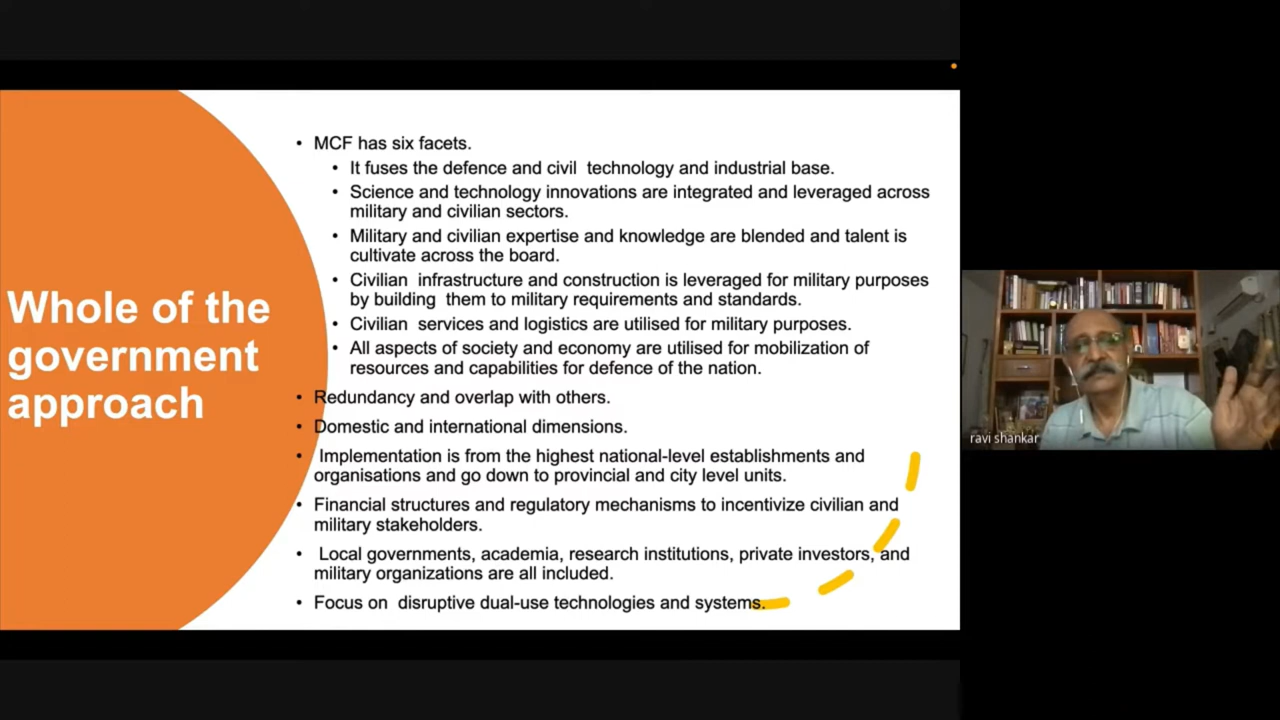 Whole of the
government
approach
• MCF has six facets.
• It fuses the defence and civil technology and industrial base.
• Science and technology innovations are integrated and leveraged across
military and civilian sectors.
• Military and civilian expertise and knowledge are blended and talent is
cultivate across the board.
• Civilian infrastructure and construction is leveraged for military purposes
by building them to military requirements and standards.
• Civilian services and logistics are utilised for military purposes.
• All aspects of society and economy are utilised for mobilization of
resources and capabilities for defence of the nation.
• Redundancy and overlap with others.
• Domestic and international dimensions.
• Implementation is from the highest national-level establishments and
organisations and go down to provincial and city level units.
• Financial structures and regulatory mechanisms to incentivize civilian and
military stakeholders.
• Local governments, academia, research institutions, private investors, and
military organizations are all included.
• Focus on disruptive dual-use technologies and systems.
ravi shankar